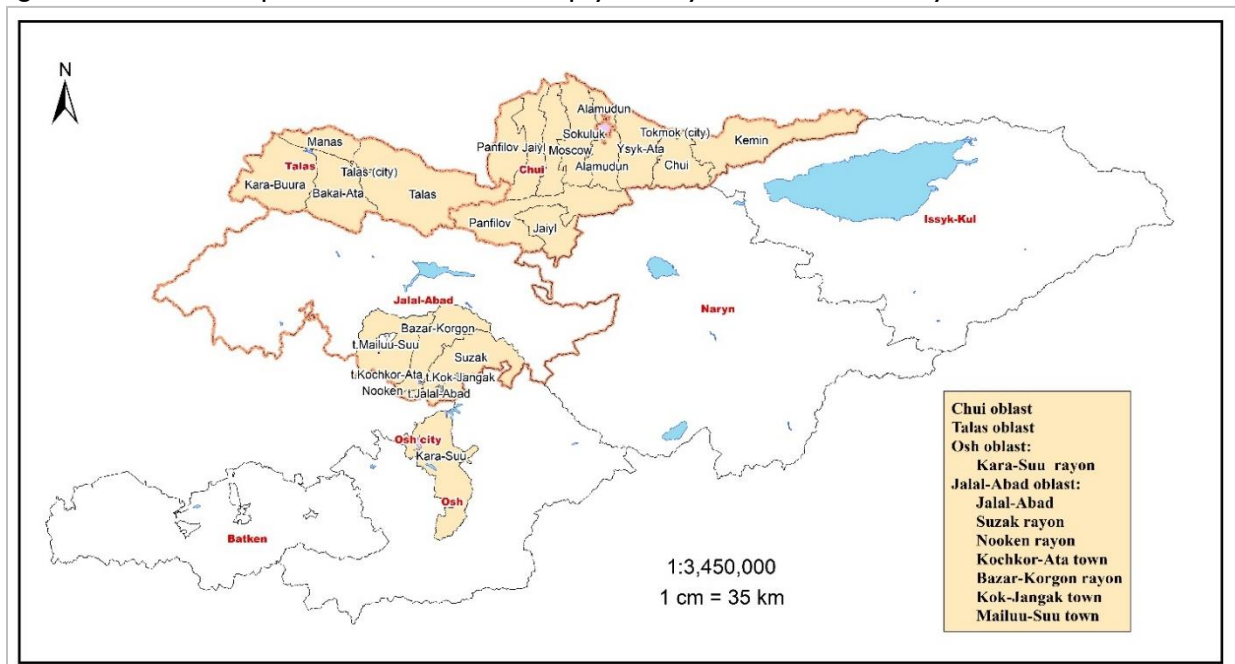 N
Alamudun
Sokuluk
Tokmok (city)
Kemin
Manas
Panfilov
Jaiyl
Moscow
Ysyk-Ata
Talas
Talas (city)
Chui
Alamudun
Chui
Kara-Buura
Bakai-Ata
Talas
Panfilov
Jaiyl
Issyk-Kul
Jalal-Abad
Naryn
Bazar-Korgon
t.Mailuu-Suu
Suzak
t.Kochkor-Ata
t.Kok-Jangak
Nooken
t.Jalal-Abad
Osh city
Kara-Suu
Osh
Batken
1:3,450,000
1 cm = 35 km
Chui oblast
Talas oblast
Osh oblast:
Kara-Suu rayon
Jalal-Abad oblast:
Jalal-Abad
Suzak rayon
Nooken rayon
Kochkor-Ata town
Bazar-Korgon rayon
Kok-Jangak town
Mailuu-Suu town